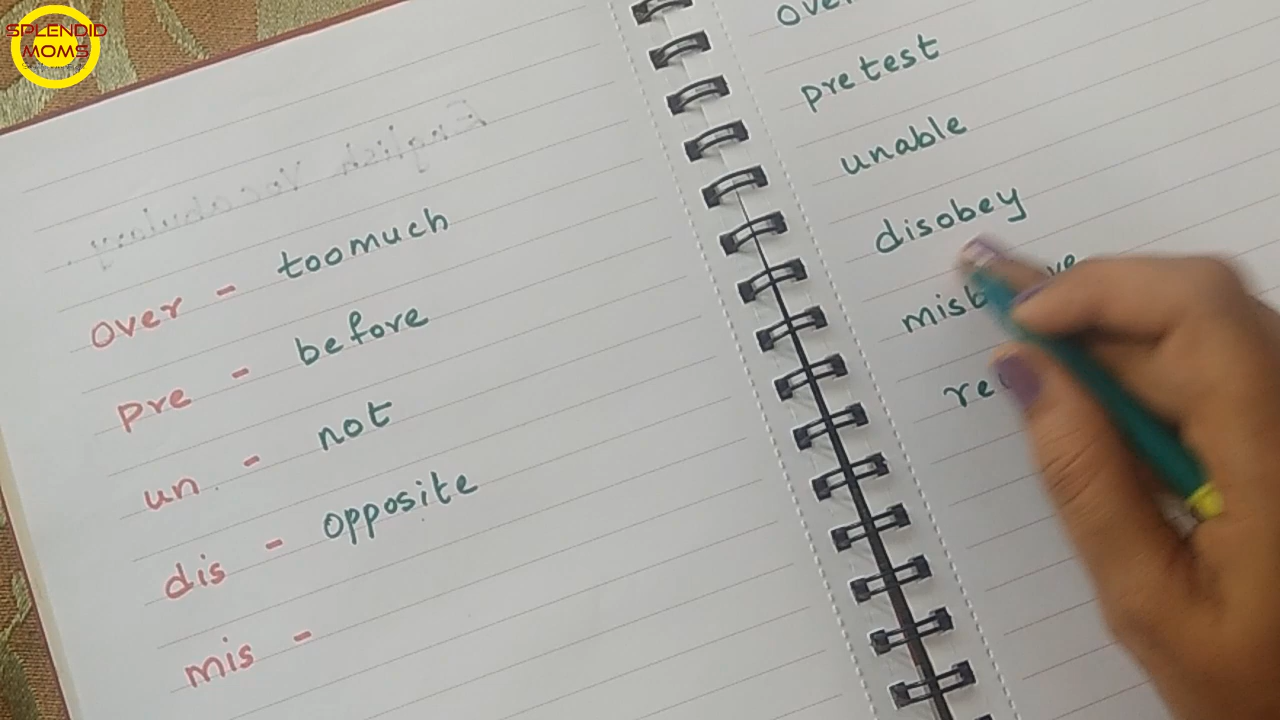 SPLENDID
MOMS
English Vocabulary
over - toomuch
pre - before
un - not
dis - opposite
mis -
pretest
unable
disobey